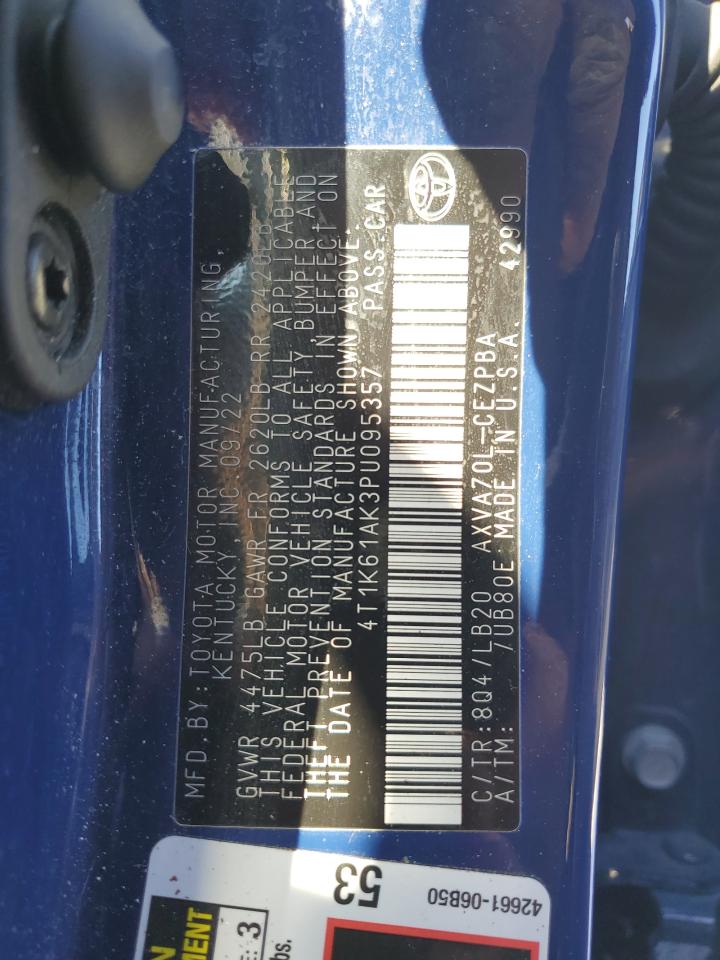 MFD.BY:TOYOTA MOTOR MANUFACTURING,
KENTUCKY INC 09/22
GVWR 4475LB GAWR FR 2620LB RR 2420LB
THIS VEHICLE CONFORMS TO ALL APPLICABLE
FEDERAL MOTOR VEHICLE SAFETY BUMPER AND
THEFT PREVENTION STANDARDS IN EFFECT ON
THE DATE OF MANUFACTURE SHOWN ABOVE.
4T1K61AK3PU095357 PASS.CAR
C/TR:8Q4/LB20 AXVA70L-CEZPBA
A/TM: 7UB80E MADE IN U.S.A. 42990
53
42661-06B50
3